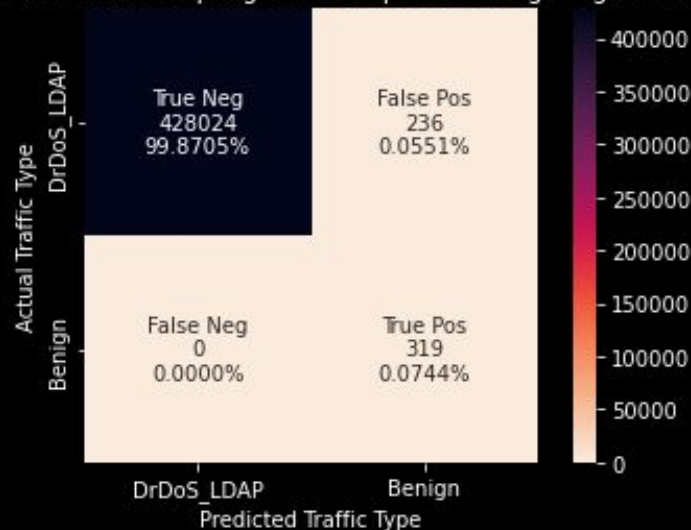 400000
350000
300000
250000
200000
150000
100000
50000
0
Actual Traffic Type
DrDoS_LDAP
Benign
True Neg
428024
99.8705%
False Pos
236
0.0551%
False Neg
0
0.0000%
True Pos
319
0.0744%
DrDoS_LDAP
Benign
Predicted Traffic Type